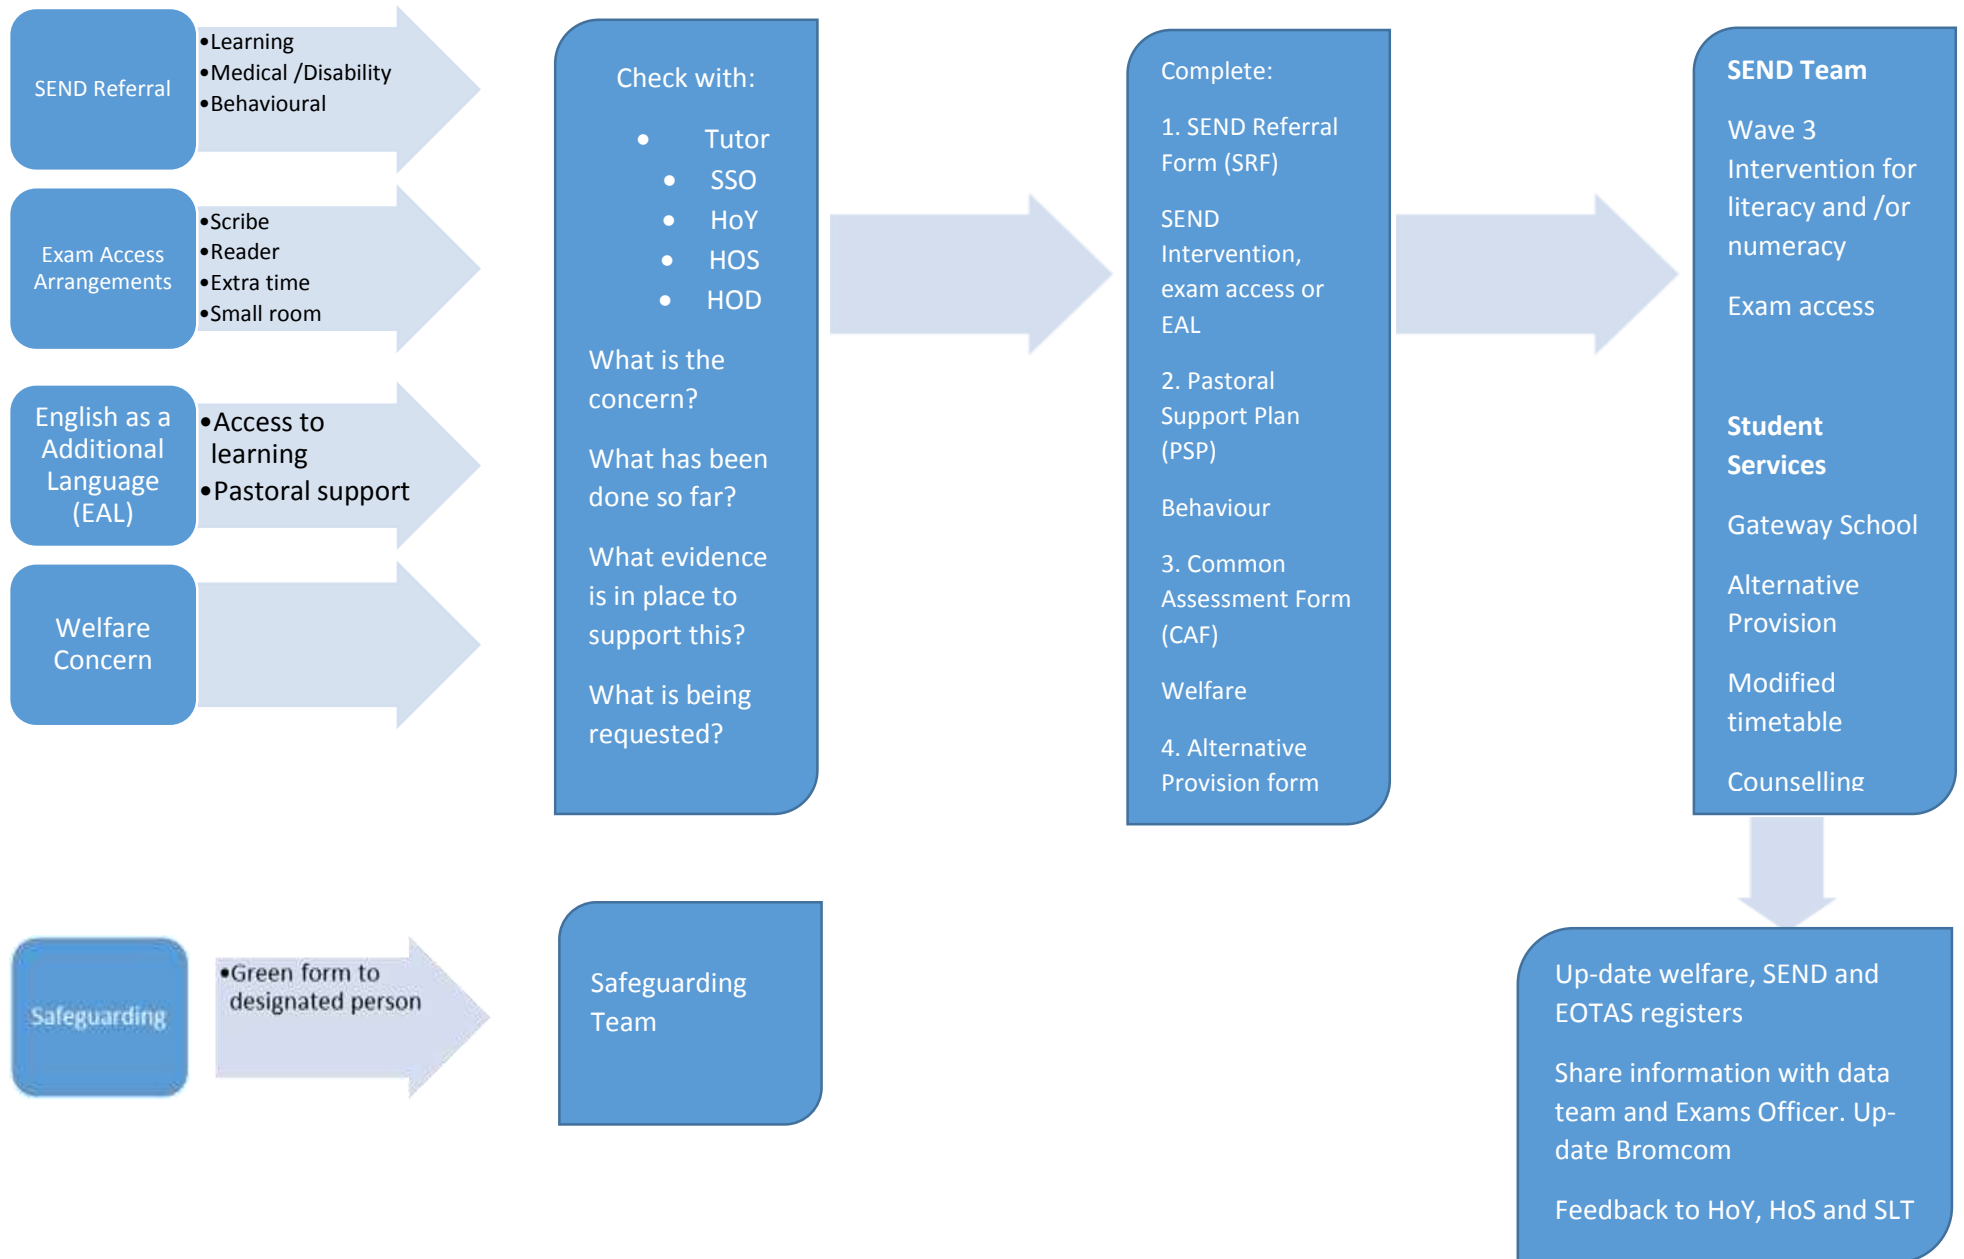 SEND Referral
•Learning
•Medical /Disability
•Behavioural
Exam Access
Arrangements
•Scribe
•Reader
•Extra time
•Small room
English as a
Additional
Language
(EAL)
•Access to
learning
•Pastoral support
Welfare
Concern
Check with:
• Tutor
• SSO
• HoY
• HOS
• HOD
What is the
concern?
What has been
done so far?
What evidence
is in place to
support this?
What is being
requested?
Complete:
1. SEND Referral
Form (SRF)
SEND
Intervention,
exam access or
EAL
2. Pastoral
Support Plan
(PSP)
Behaviour
3. Common
Assessment Form
(CAF)
Welfare
4. Alternative
Provision form
SEND Team
Wave 3
Intervention for
literacy and /or
numeracy
Exam access
Student
Services
Gateway School
Alternative
Provision
Modified
timetable
Counselling
Safeguarding
•Green form to
designated person
Safeguarding
Team
Up-date welfare, SEND and
EOTAS registers
Share information with data
team and Exams Officer. Up-
date Bromcom
Feedback to HoY, HoS and SLT